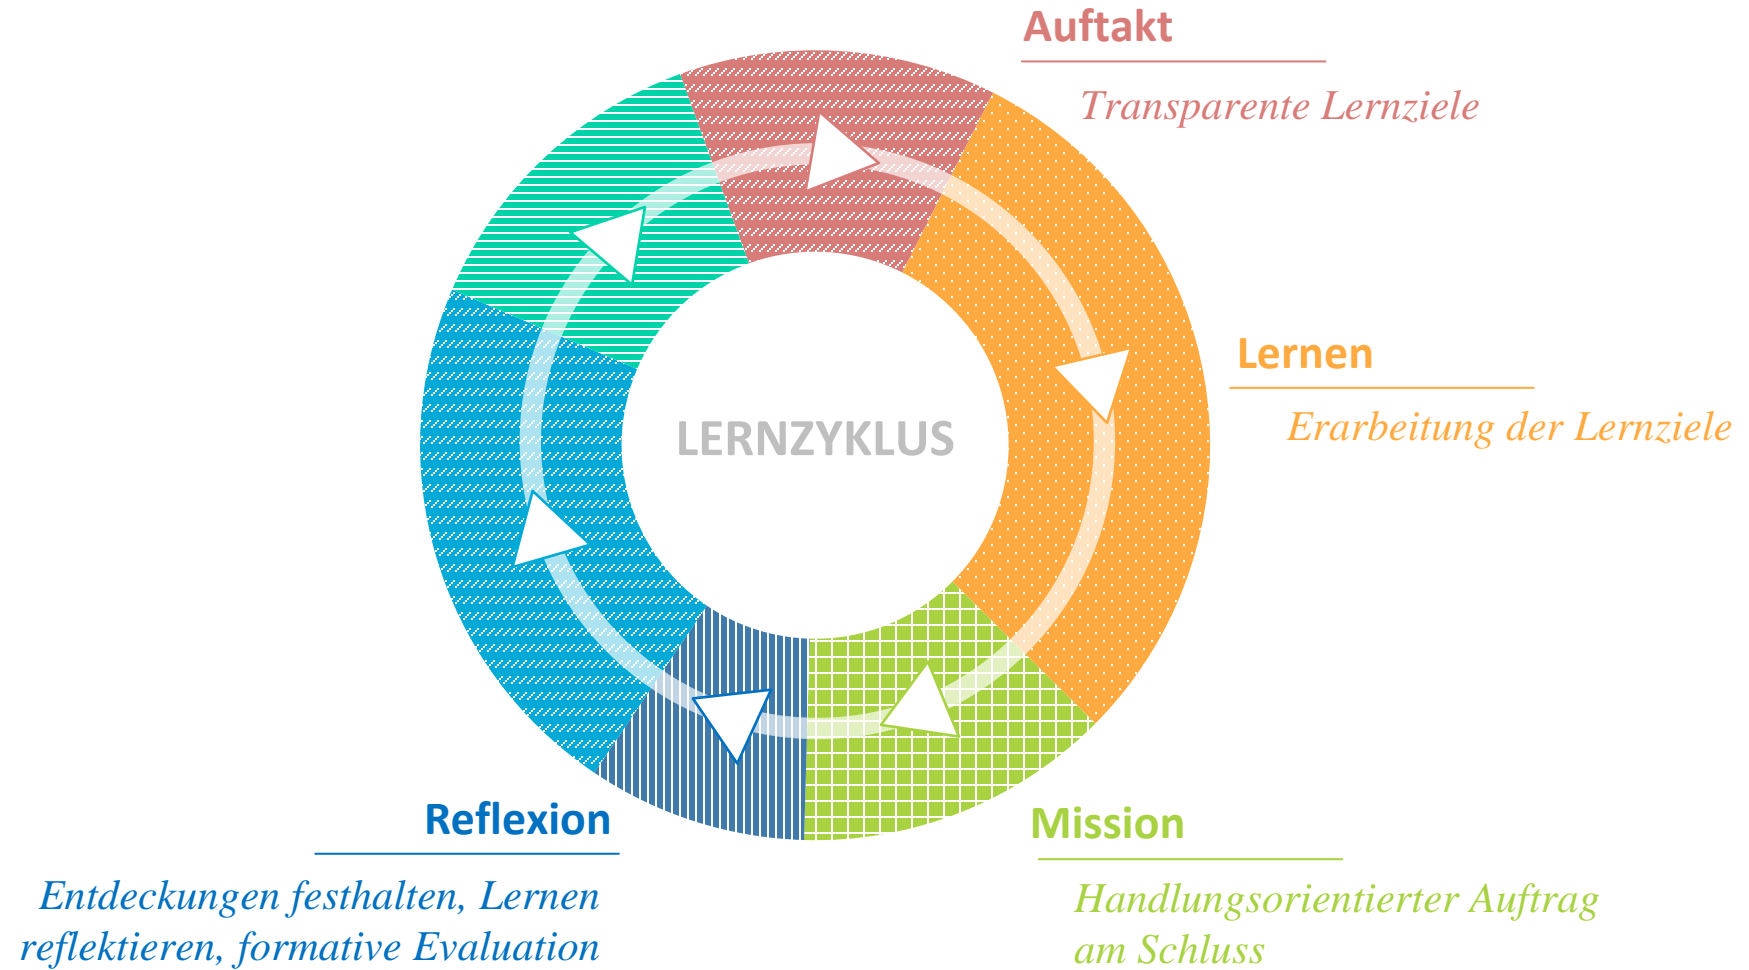 Auftakt
Transparente Lernziele
Lernen
Erarbeitung der Lernziele
LERNZYKLUS
Mission
Handlungsorientierter Auftrag
am Schluss
Reflexion
Entdeckungen festhalten, Lernen
reflektieren, formative Evaluation